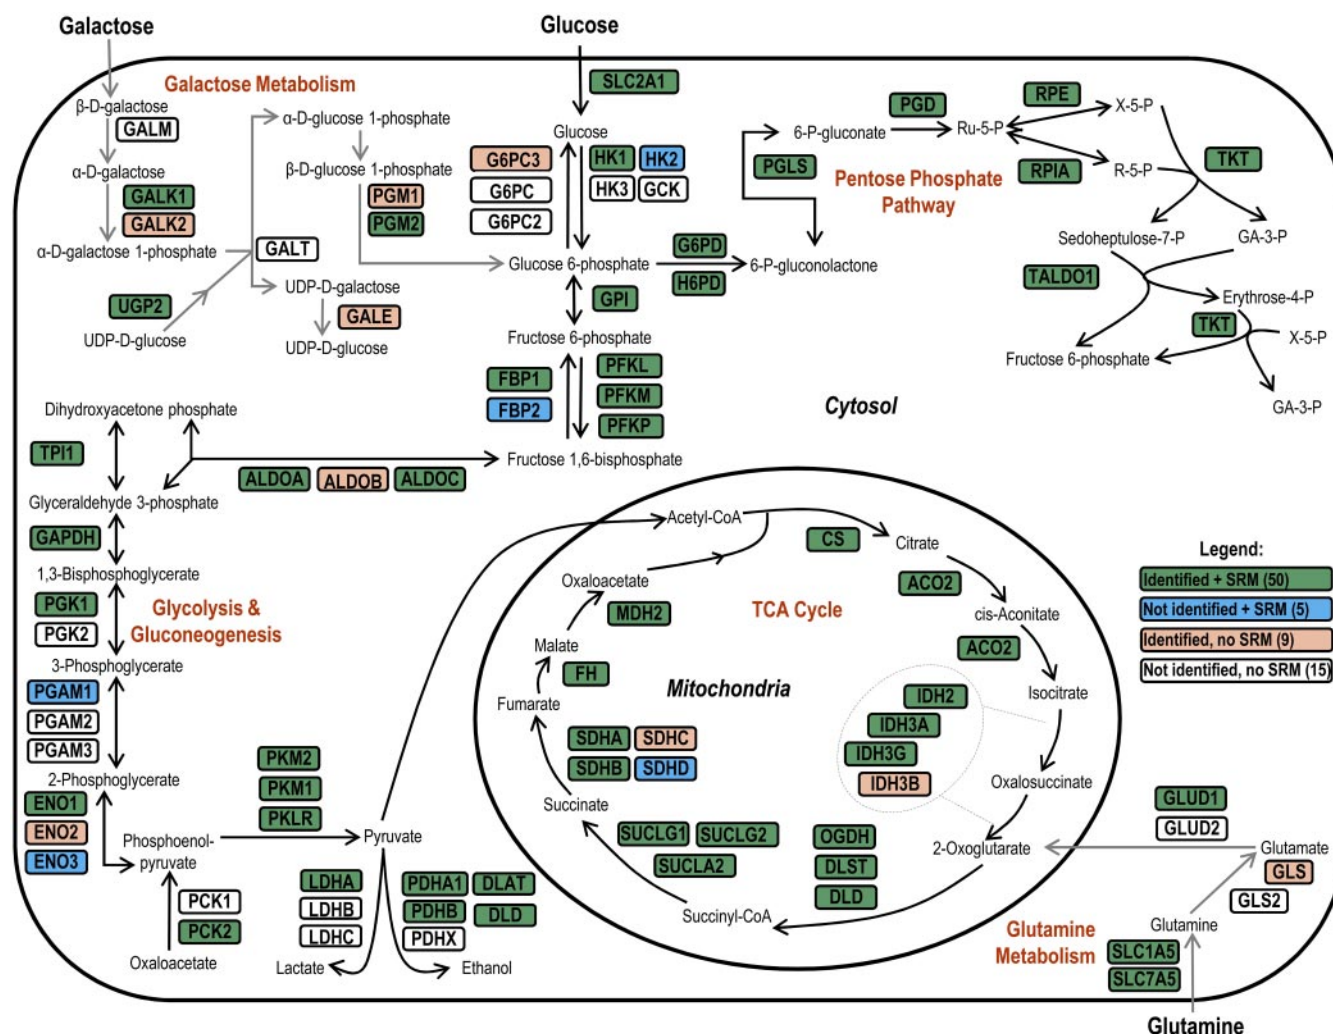 Galactose
Glucose
Galactose Metabolism
SLC2A1
β-D-galactose
GALM
α-D-galactose
GALK1
GALK2
α-D-galactose 1-phosphate
GALT
UGP2
UDP-D-glucose
α-D-glucose 1-phosphate
β-D-glucose 1-phosphate
PGM1
PGM2
UDP-D-galactose
GALE
UDP-D-glucose
Glucose
G6PC3
G6PC
G6PC2
HK1 HK2
HK3 GCK
Glucose 6-phosphate
G6PD
H6PD
6-P-gluconolactone
PGLS
6-P-gluconate
PGD
Ru-5-P
RPE
RPIA
X-5-P
R-5-P
TKT
Pentose Phosphate
Pathway
Sedoheptulose-7-P
GA-3-P
TALDO1
Erythrose-4-P
TKT
X-5-P
Fructose 6-phosphate
GA-3-P
GPI
Fructose 6-phosphate
FBP1
FBP2
PFKL
PFKM
PFKP
Fructose 1,6-bisphosphate
Cytosol
Dihydroxyacetone phosphate
TPI1
ALDOA ALDOB ALDOC
Glyceraldehyde 3-phosphate
GAPDH
1,3-Bisphosphoglycerate
PGK1
PGK2
Glycolysis &
Gluconeogenesis
3-Phosphoglycerate
PGAM1
PGAM2
PGAM3
2-Phosphoglycerate
ENO1
ENO2
ENO3
Phosphoenol-
pyruvate
PCK1
PCK2
Oxaloacetate
PKM2
PKM1
PKLR
Pyruvate
LDHA
LDHB
LDHC
PDHA1 DLAT
PDHB DLD
PDHX
Lactate
Ethanol
Acetyl-CoA
CS
Citrate
ACO2
cis-Aconitate
ACO2
Isocitrate
Oxaloacetate
MDH2
TCA Cycle
Malate
FH
Mitochondria
Fumarate
IDH2
IDH3A
IDH3G
IDH3B
SDHA SDHC
SDHB SDHD
Oxalosuccinate
Succinate
SUCLG1 SUCLG2
SUCLA2
OGDH
DLST
DLD
2-Oxoglutarate
Succinyl-CoA
Legend:
Identified + SRM (50)
Not identified + SRM (5)
Identified, no SRM (9)
Not identified, no SRM (15)
GLUD1
GLUD2
Glutamate
GLS
GLS2
Glutamine
Glutamine
Metabolism
SLC1A5
SLC7A5
Glutamine